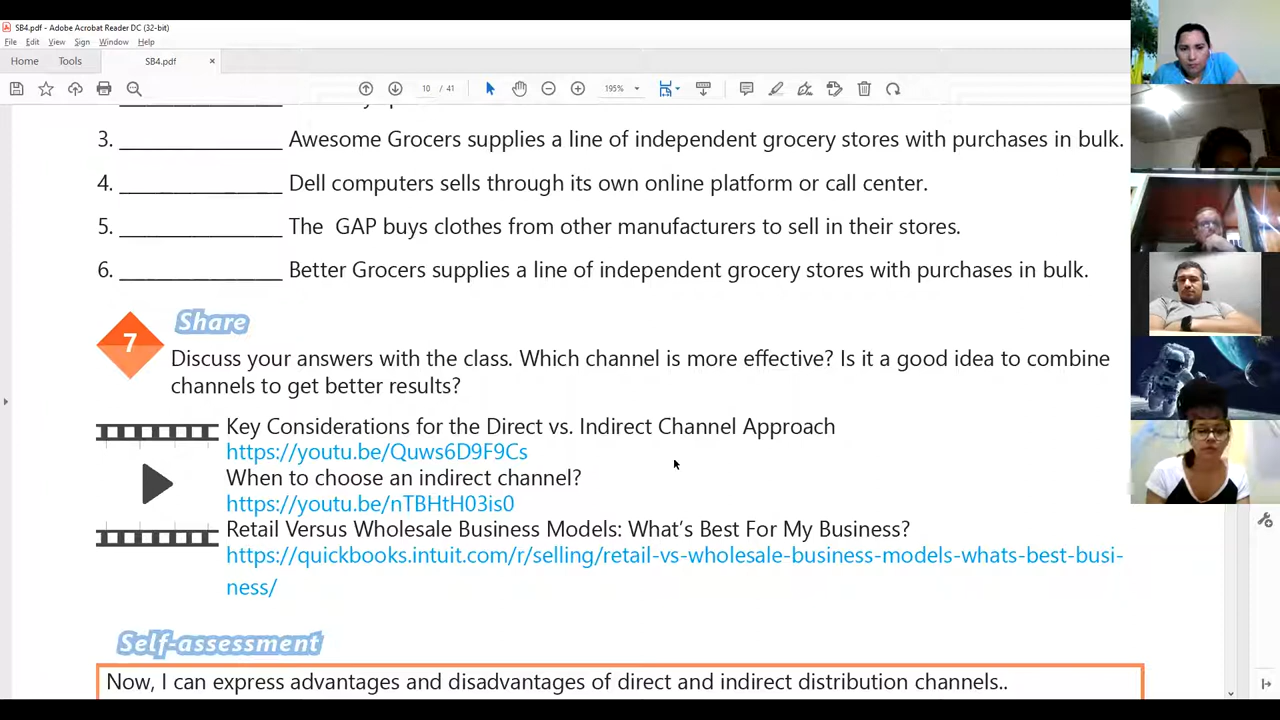 SB4.pdf - Adobe Acrobat Reader DC (32-bit)
File Edit View Sign Window Help
Home Tools SB4.pdf ×
10 / 41 195%
3. _______________ Awesome Grocers supplies a line of independent grocery stores with purchases in bulk.
4. _______________ Dell computers sells through its own online platform or call center.
5. _______________ The GAP buys clothes from other manufacturers to sell in their stores.
6. _______________ Better Grocers supplies a line of independent grocery stores with purchases in bulk.
Share
7
Discuss your answers with the class. Which channel is more effective? Is it a good idea to combine
channels to get better results?
Key Considerations for the Direct vs. Indirect Channel Approach
https://youtu.be/Quws6D9F9Cs
When to choose an indirect channel?
https://youtu.be/nTBHtH03is0
Retail Versus Wholesale Business Models: What's Best For My Business?
https://quickbooks.intuit.com/r/selling/retail-vs-wholesale-business-models-whats-best-busi-
ness/
Self-assessment
Now, I can express advantages and disadvantages of direct and indirect distribution channels..